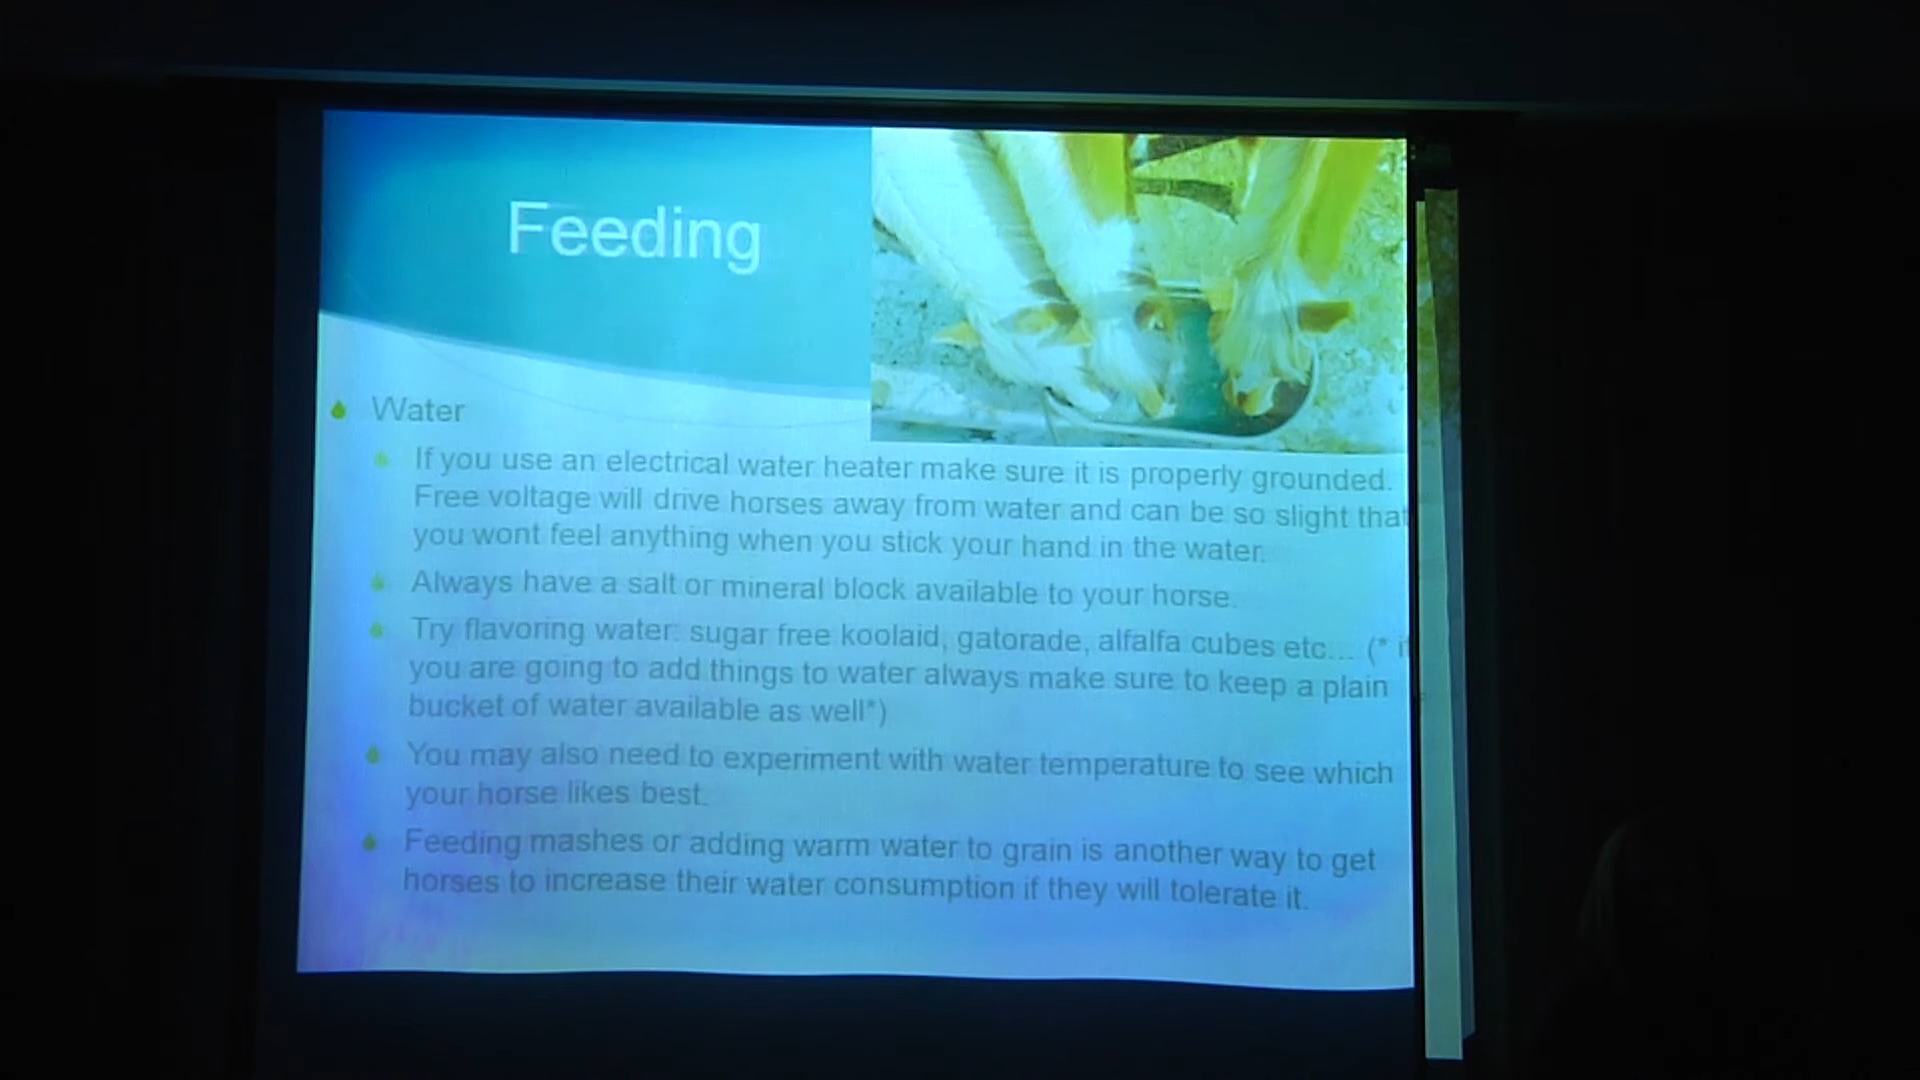 Feeding
Water
If you use an electrical water heater make sure it is properly grounded.
Free voltage will drive horses away from water and can be so slight that
you wont feel anything when you stick your hand in the water.
Always have a salt or mineral block available to your horse.
Try flavoring water: sugar free koolaid, gatorade, alfalfa cubes etc... (* if
you are going to add things to water always make sure to keep a plain
bucket of water available as well*)
You may also need to experiment with water temperature to see which
your horse likes best.
Feeding mashes or adding warm water to grain is another way to get
horses to increase their water consumption if they will tolerate it.